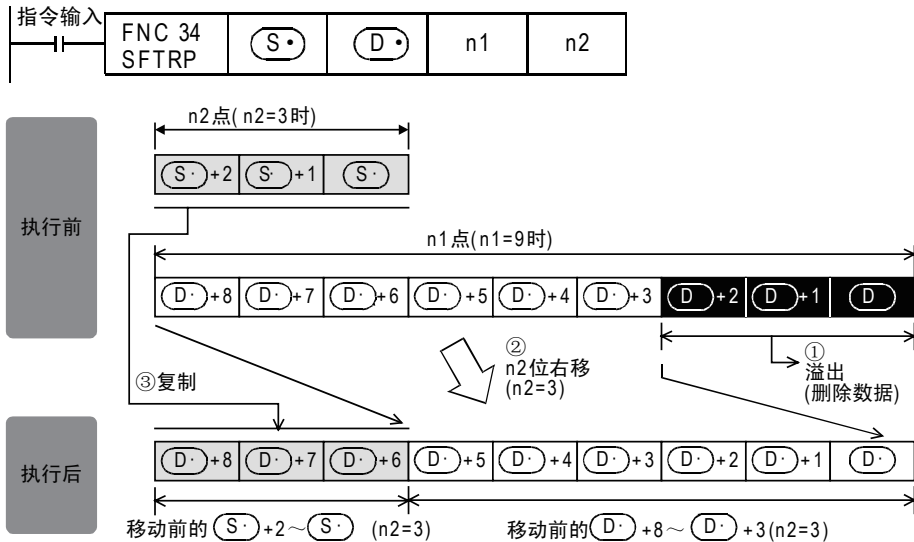 指令输入
FNC 34
SFTRP
S· D· n1 n2
n2点( n2=3时)
S·+2 S·+1 S·
执行前
n1点(n1=9时)
D·+8 D·+7 D·+6 D·+5 D·+4 D·+3 D+2 D+1 D
②
n2位右移
(n2=3)
①
溢出
(删除数据)
③复制
执行后
D·+8 D·+7 D·+6 D·+5 D·+4 D·+3 D·+2 D·+1 D·
移动前的S·+2～S· (n2=3)
移动前的D·+8～D·+3(n2=3)